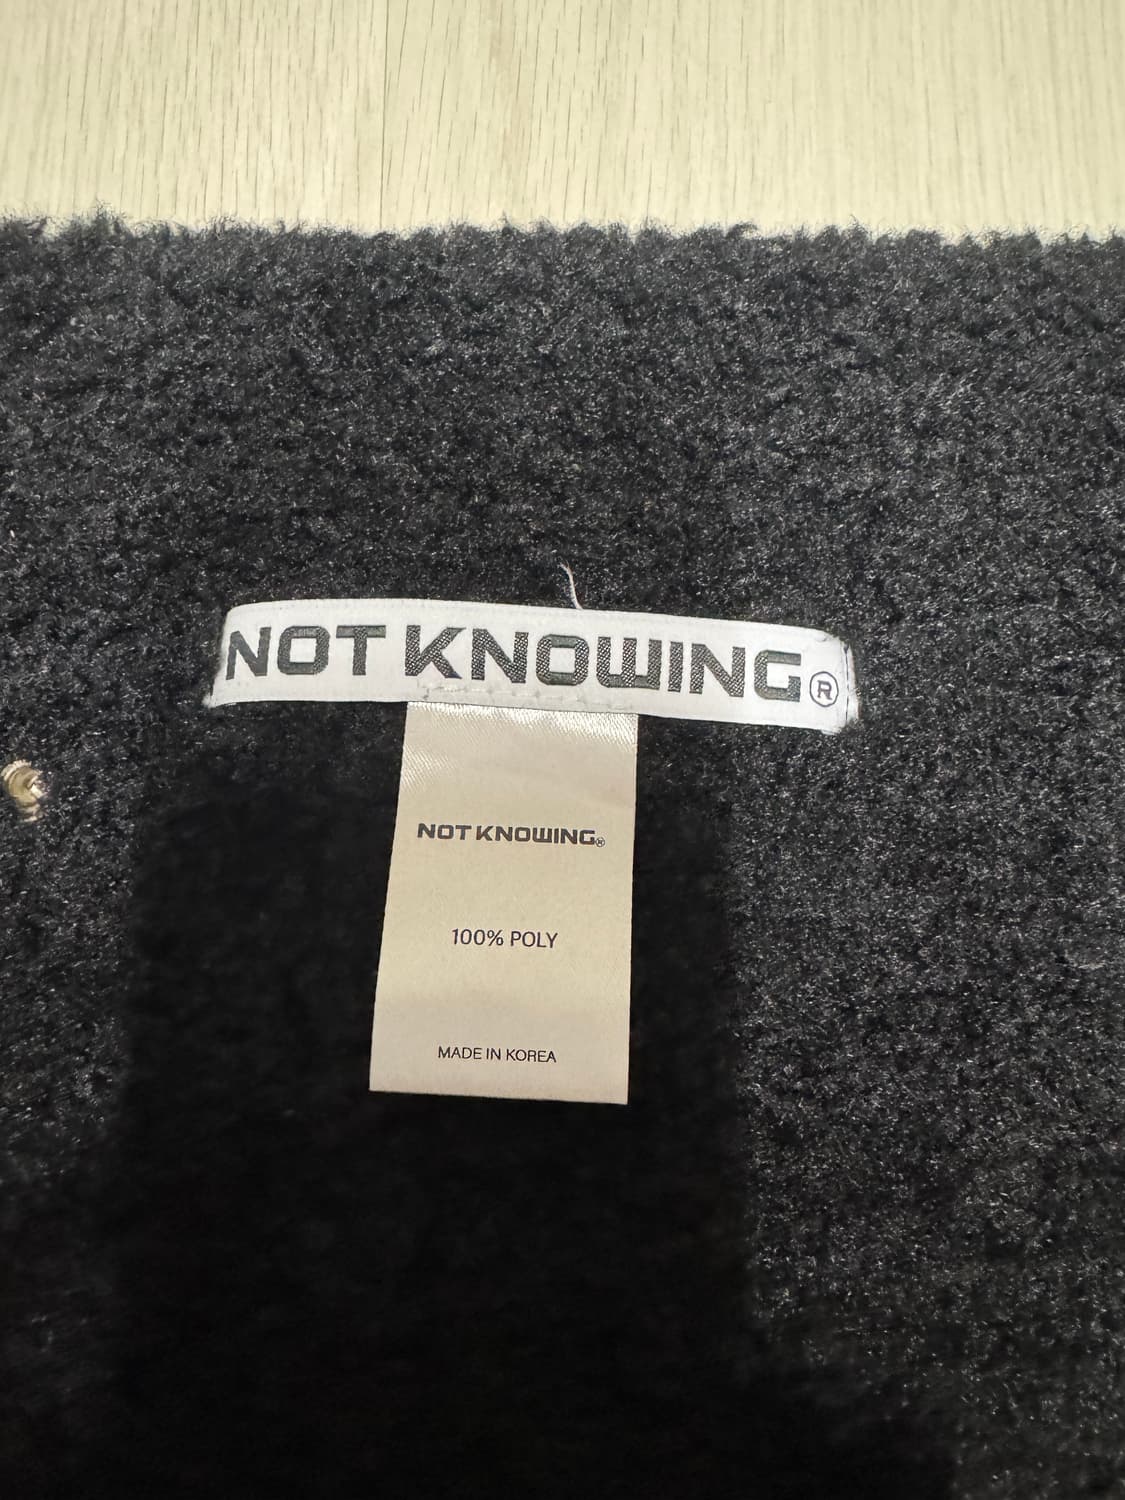 NOT KNOWING®
NOT KNOWING®
100% POLY
MADE IN KOREA